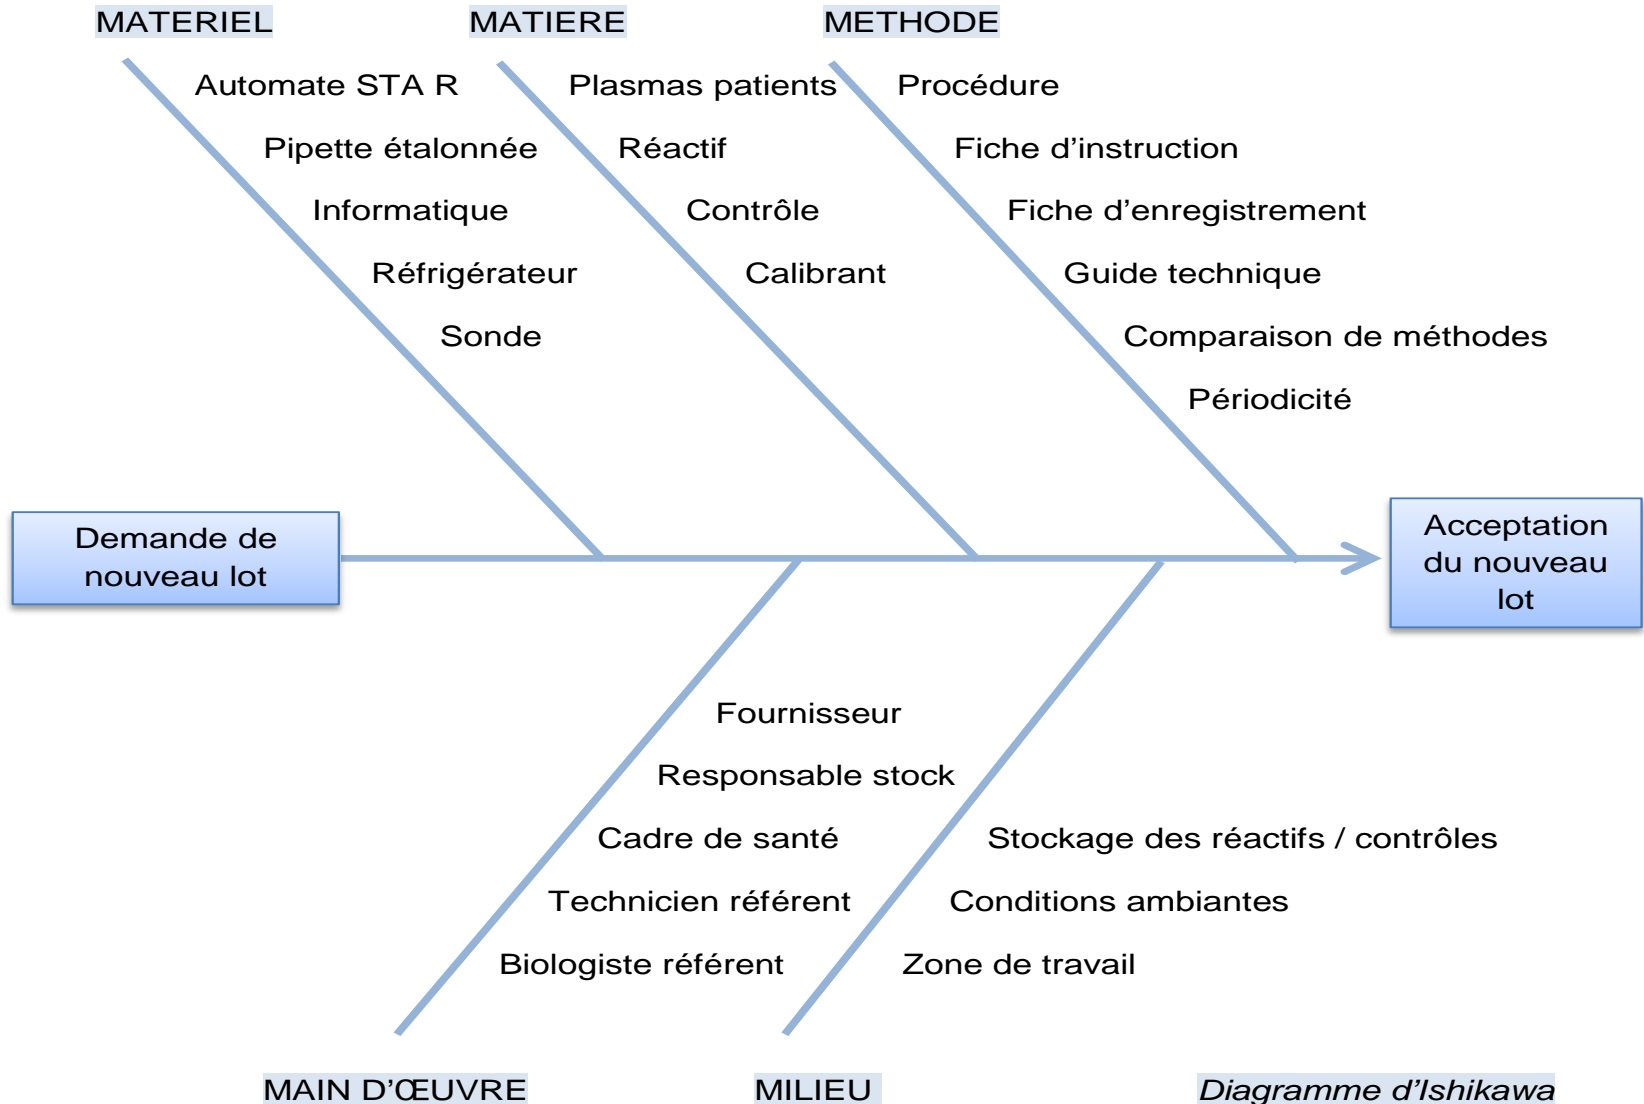 MATERIEL
MATIERE
METHODE
Automate STA R
Pipette étalonnée
Informatique
Réfrigérateur
Sonde
Plasmas patients
Réactif
Contrôle
Calibrant
Procédure
Fiche d’instruction
Fiche d’enregistrement
Guide technique
Comparaison de méthodes
Périodicité
Demande de
nouveau lot
Acceptation
du nouveau
lot
Fournisseur
Responsable stock
Cadre de santé
Technicien référent
Biologiste référent
Stockage des réactifs / contrôles
Conditions ambiantes
Zone de travail
MAIN D’ŒUVRE
MILIEU
Diagramme d’Ishikawa